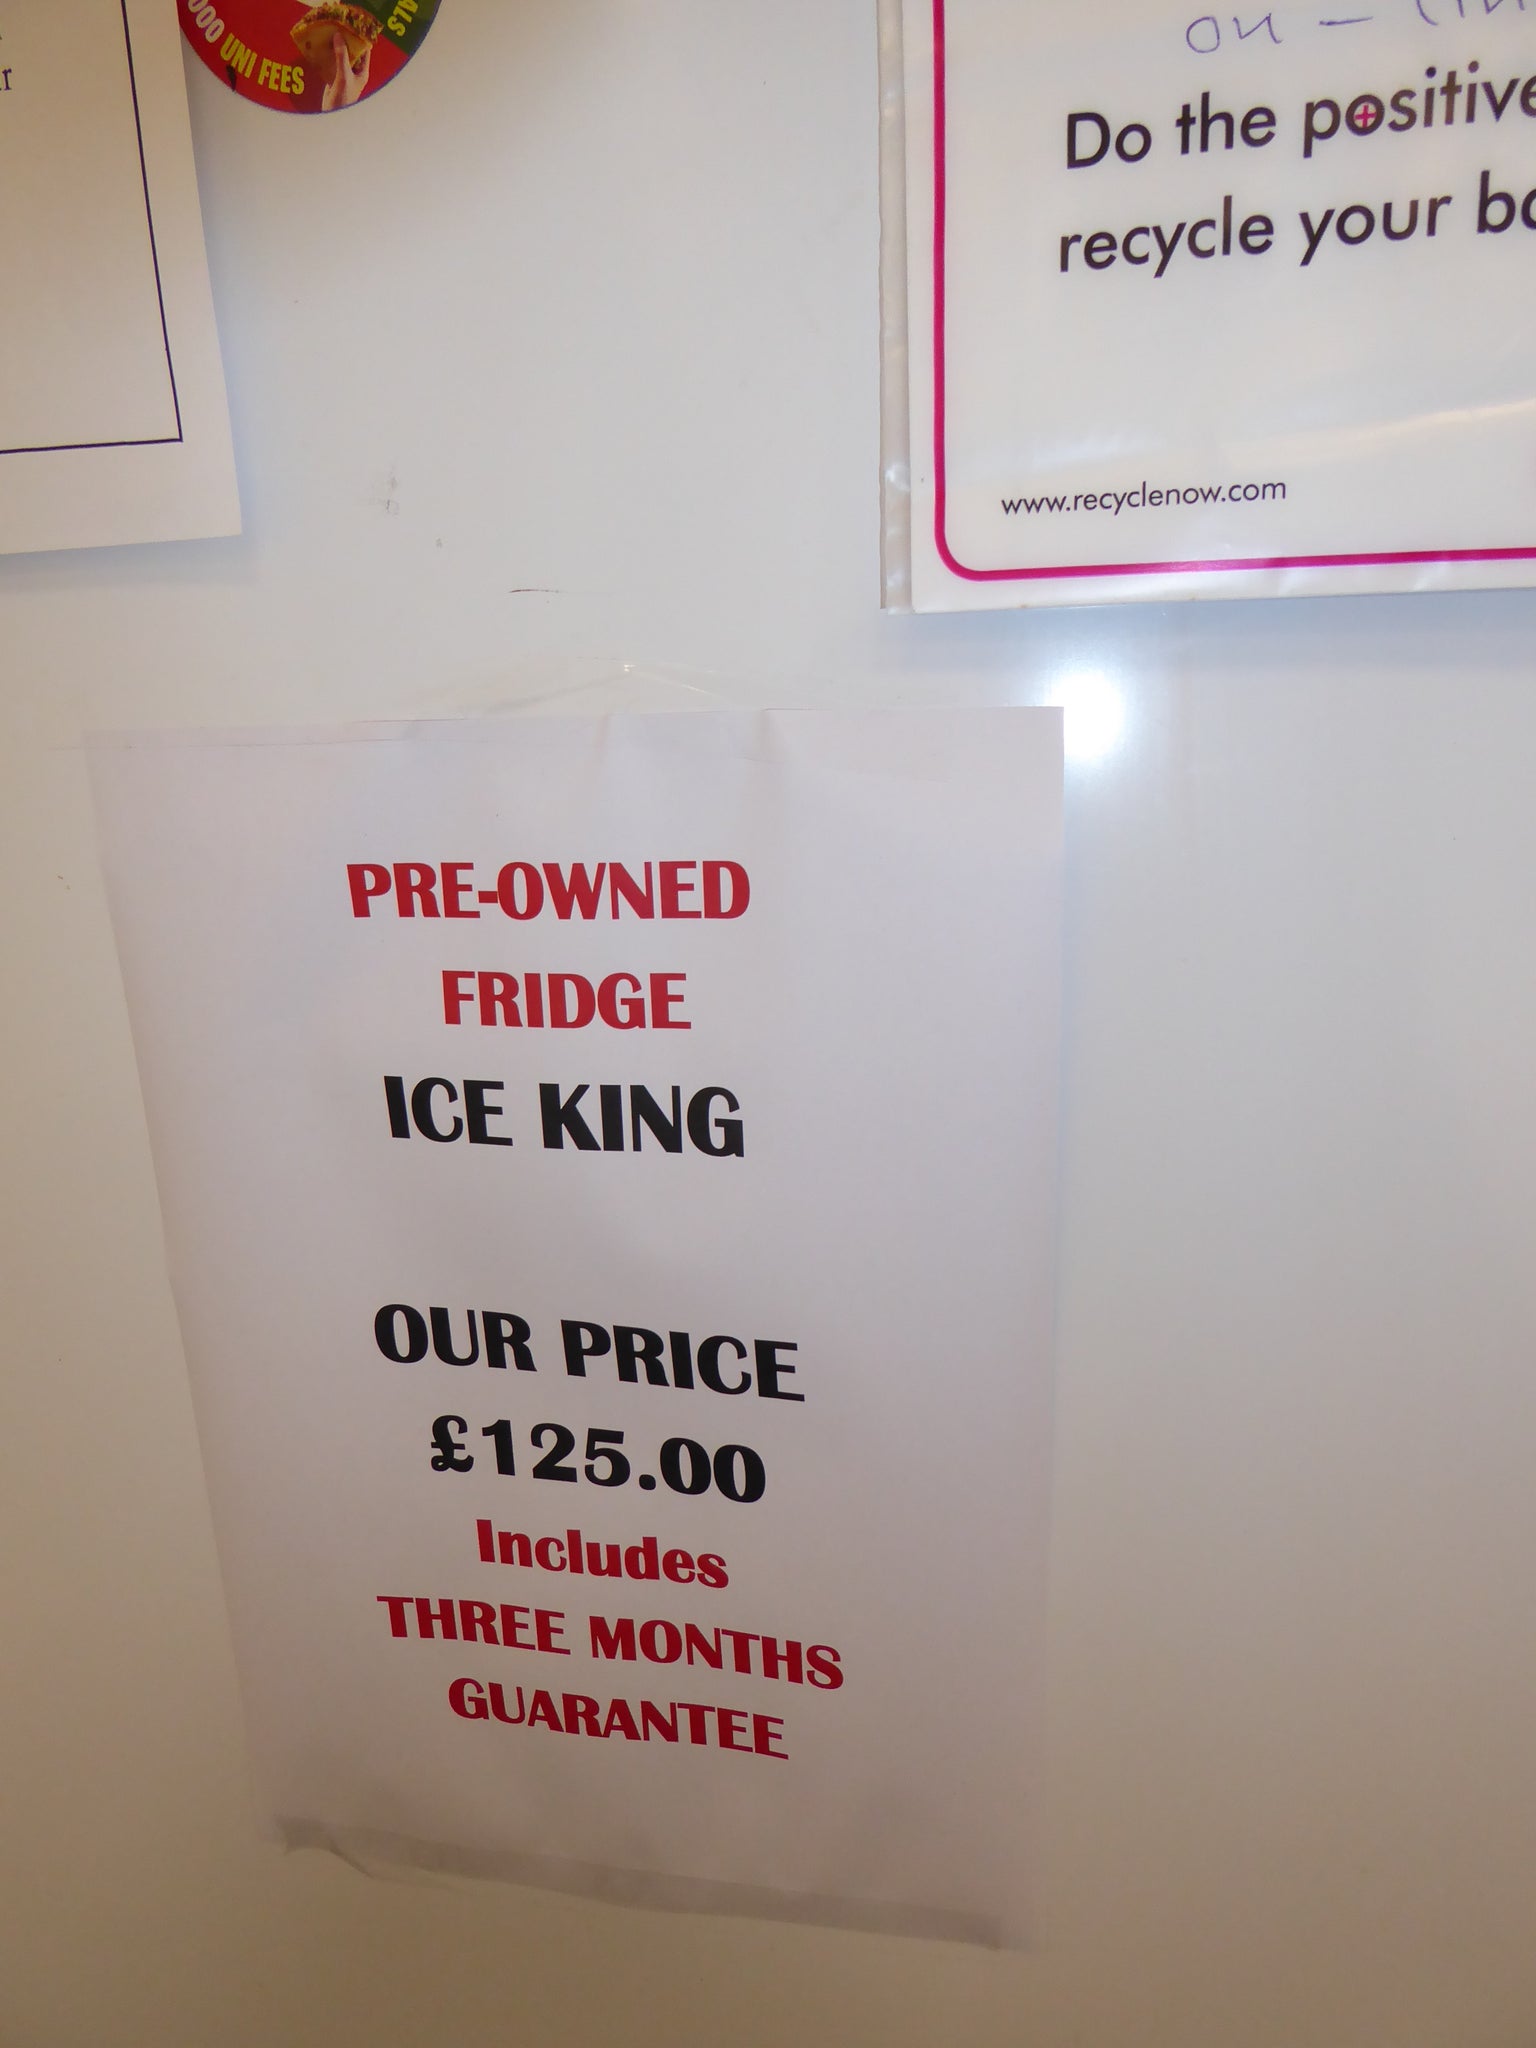 UNI FEES
Do the positive
recycle your
www.recyclenow.com
PRE-OWNED
FRIDGE
ICE KING
OUR PRICE
£125.00
Includes
THREE MONTHS
GUARANTEE